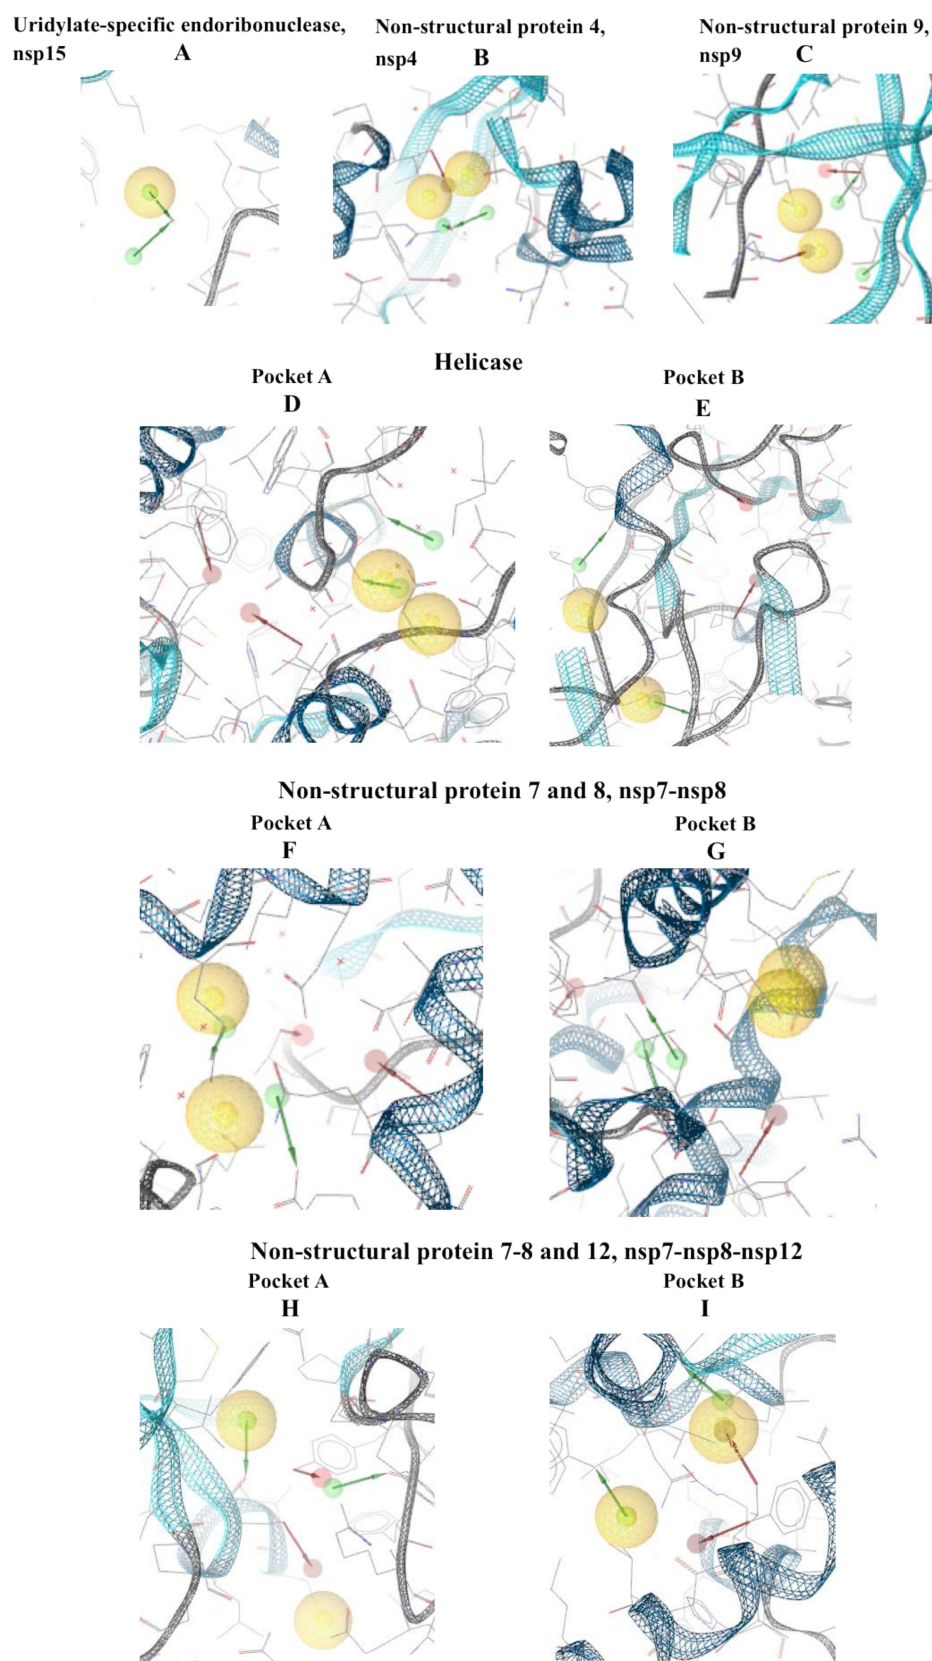 Uridylate-specific endoribonuclease,
nsp15
A
Non-structural protein 4,
nsp4
B
Non-structural protein 9,
nsp9
C
Helicase
Pocket A
D
Pocket B
E
Non-structural protein 7 and 8, nsp7-nsp8
Pocket A
F
Pocket B
G
Non-structural protein 7-8 and 12, nsp7-nsp8-nsp12
Pocket A
H
Pocket B
I